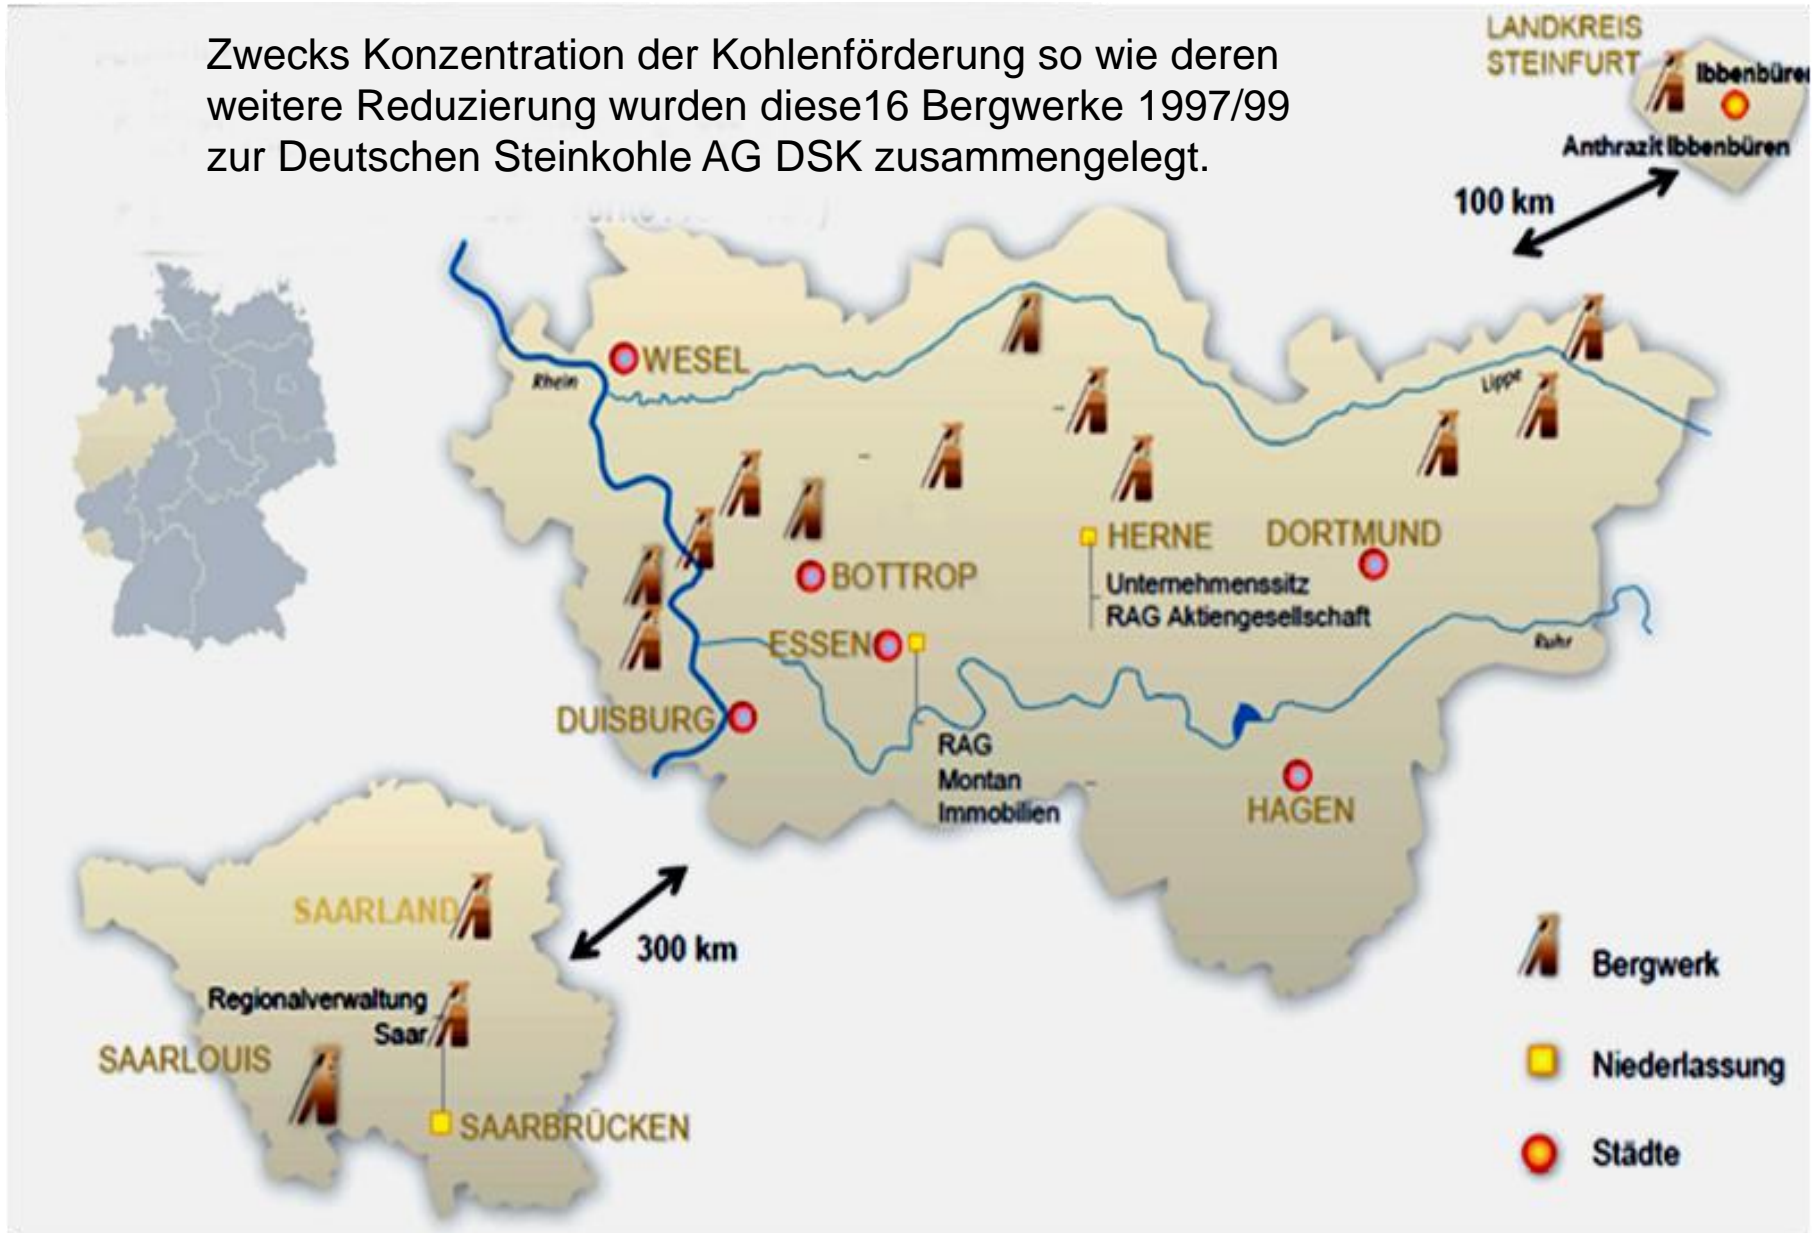 Zwecks Konzentration der Kohlenförderung so wie deren
weitere Reduzierung wurden diese16 Bergwerke 1997/99
zur Deutschen Steinkohle AG DSK zusammengelegt.
LANDKREIS
STEINFURT
Ibbenbüren
Anthrazit Ibbenbüren
100 km
WESEL
Rhein
Lippe
HERNE
Unternehmenssitz
RAG Aktiengesellschaft
DORTMUND
BOTTROP
ESSEN
Ruhr
DUISBURG
RAG
Montan
Immobilien
HAGEN
300 km
SAARLAND
Regionalverwaltung
Saar
SAARLOUIS
SAARBRÜCKEN
Bergwerk
Niederlassung
Städte